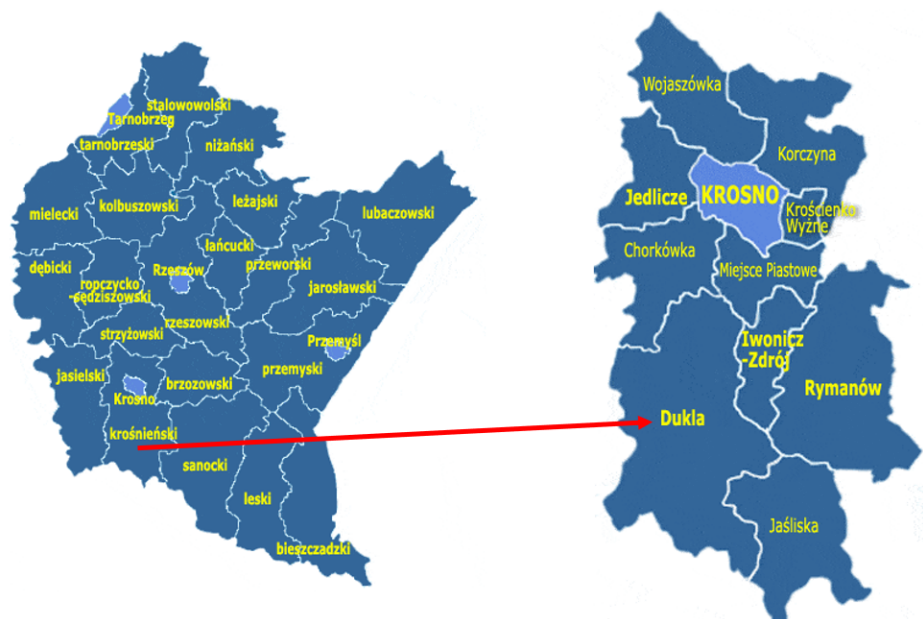 stalowowolski
Tarnobrzeg
tarnobrzeski
niżański
mielecki
kolbuszowski
leżajski
lubaczowski
łańcucki
dębicki
Rzeszów
przeworski
ropczycko
-sędziszowski
jarosławski
strzyżowski
rzeszowski
Przemyśl
jasielski
Krosno
brzozowski
przemyski
krośnieński
sanocki
leski
bieszczadzki
Wojaszówka
Korczyna
Jedlicze
KROSNO
Krościenko
Wyżne
Chorkówka
Miejsce Piastowe
Iwonicz
-Zdrój
Rymanów
Dukla
Jaśliska